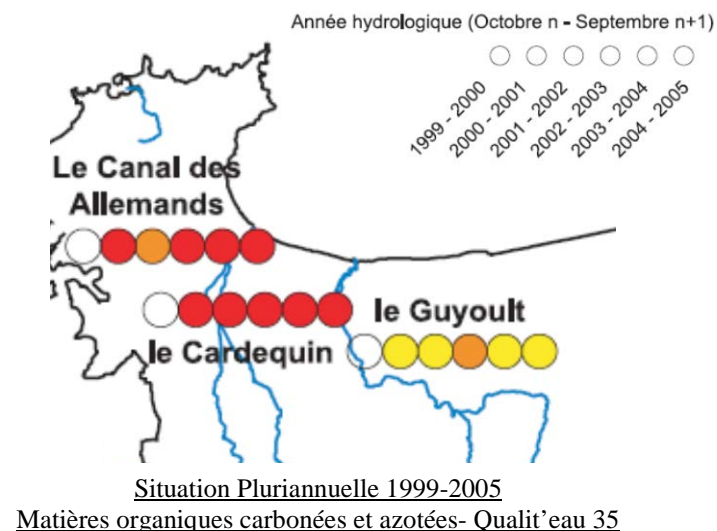 Année hydrologique (Octobre n - Septembre n+1)
1999 - 2000
2000 - 2001
2001 - 2002
2002 - 2003
2003 - 2004
2004 - 2005
Le Canal des
Allemands
le Guyoult
le Cardequin
Situation Pluriannuelle 1999-2005
Matières organiques carbonées et azotées- Qualit'eau 35